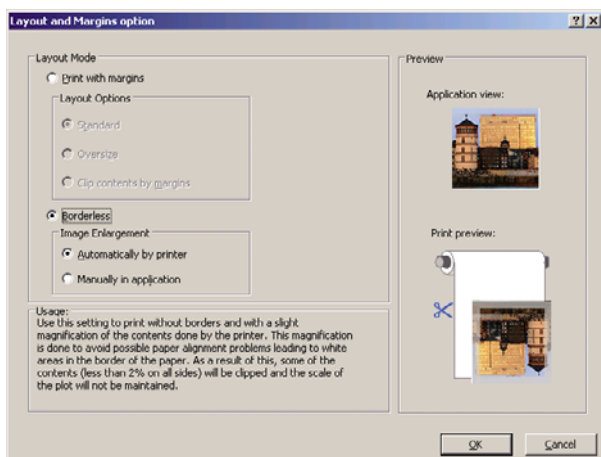 Layout and Margins option
Layout Mode
Print with margins
Layout Options
Standard
Oversize
Clip contents by margins
Borderless
Image Enlargement
Automatically by printer
Manually in application
Usage:
Use this setting to print without borders and with a slight
magnification of the contents done by the printer. This magnification
is done to avoid possible paper alignment problems leading to white
areas in the border of the paper. As a result of this, some of the
contents (less than 2% on all sides) will be clipped and the scale of
the plot will not be maintained.
Preview
Application view:
Print preview:
OK
Cancel